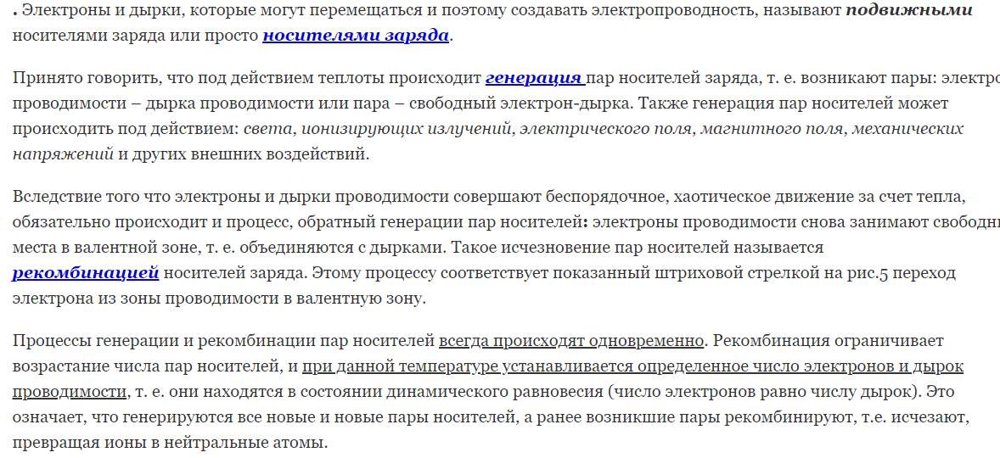 . Электроны и дырки, которые могут перемещаться и поэтому создавать электропроводность, называют подвижными
носителями заряда или просто носителями заряда.
Принято говорить, что под действием теплоты происходит генерация пар носителей заряда, т. е. возникают пары: электро
проводимости – дырка проводимости или пара – свободный электрон-дырка. Также генерация пар носителей может
происходить под действием: света, ионизирующих излучений, электрического поля, магнитного поля, механических
напряжений и других внешних воздействий.
Вследствие того что электроны и дырки проводимости совершают беспорядочное, хаотическое движение за счет тепла,
обязательно происходит и процесс, обратный генерации пар носителей: электроны проводимости снова занимают свободны
места в валентной зоне, т. е. объединяются с дырками. Такое исчезновение пар носителей называется
рекомбинацией носителей заряда. Этому процессу соответствует показанный штриховой стрелкой на рис.5 переход
электрона из зоны проводимости в валентную зону.
Процессы генерации и рекомбинации пар носителей всегда происходят одновременно. Рекомбинация ограничивает
возрастание числа пар носителей, и при данной температуре устанавливается определенное число электронов и дырок
проводимости, т. е. они находятся в состоянии динамического равновесия (число электронов равно числу дырок). Это
означает, что генерируются все новые и новые пары носителей, а ранее возникшие пары рекомбинируют, т.е. исчезают,
превращая ионы в нейтральные атомы.